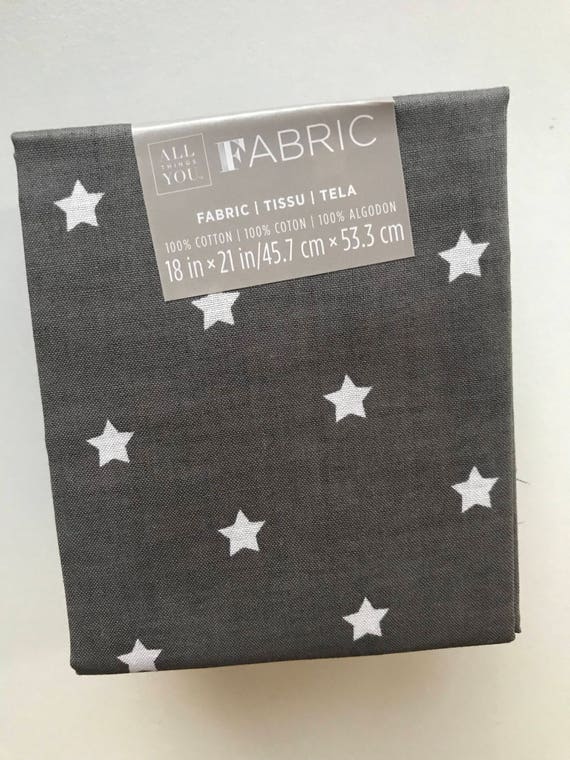 ALL
THINGS
YOU™
FABRIC
FABRIC | TISSU | TELA
100% COTTON | 100% COTON | 100% ALGODON
18 in × 21 in/45.7 cm × 53.3 cm